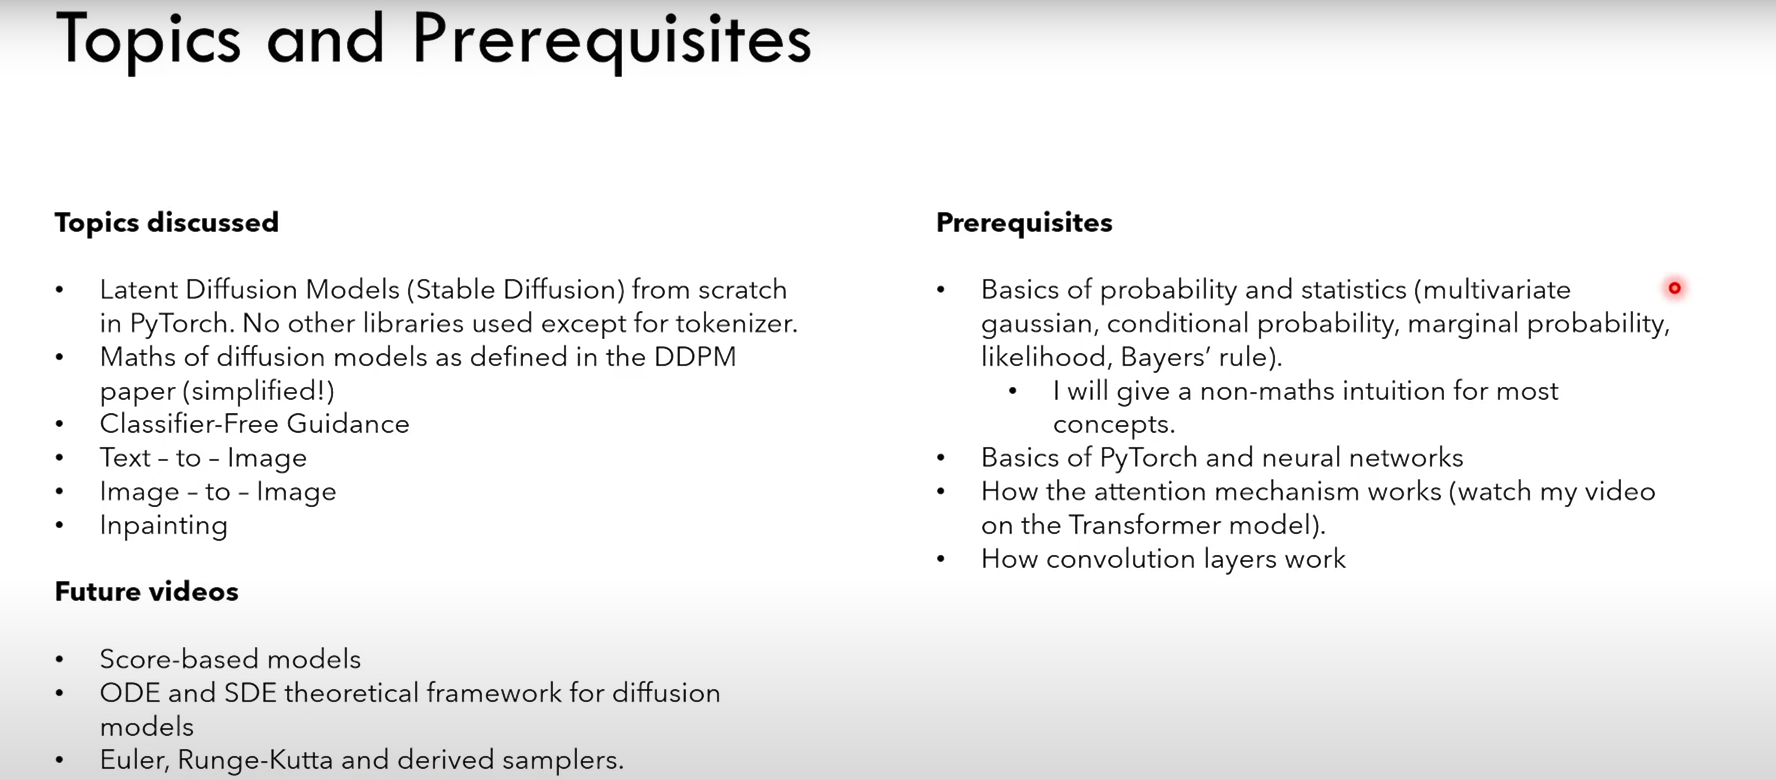 Topics and Prerequisites
Topics discussed
• Latent Diffusion Models (Stable Diffusion) from scratch
in PyTorch. No other libraries used except for tokenizer.
• Maths of diffusion models as defined in the DDPM
paper (simplified!)
• Classifier-Free Guidance
• Text – to – Image
• Image – to – Image
• Inpainting
Future videos
• Score-based models
• ODE and SDE theoretical framework for diffusion
models
• Euler, Runge-Kutta and derived samplers.
Prerequisites
• Basics of probability and statistics (multivariate
gaussian, conditional probability, marginal probability,
likelihood, Bayers’ rule).
• I will give a non-maths intuition for most
concepts.
• Basics of PyTorch and neural networks
• How the attention mechanism works (watch my video
on the Transformer model).
• How convolution layers work